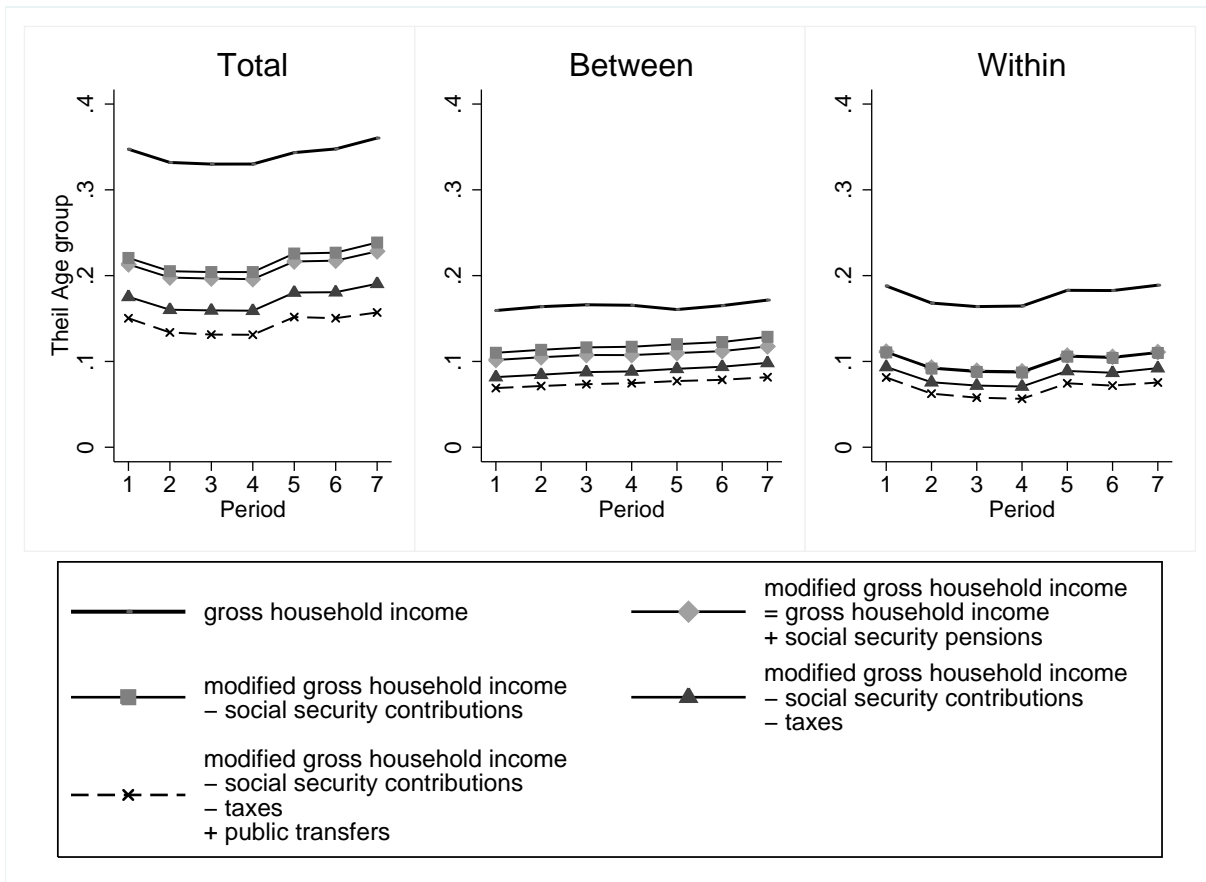 Total
Between
Within
Theil Age group
0
.1
.2
.3
.4
1 2 3 4 5 6 7
Period
0
.1
.2
.3
.4
1 2 3 4 5 6 7
Period
0
.1
.2
.3
.4
1 2 3 4 5 6 7
Period
gross household income
modified gross household income
= gross household income
+ social security pensions
modified gross household income
− social security contributions
modified gross household income
− social security contributions
− taxes
modified gross household income
− social security contributions
− taxes
+ public transfers